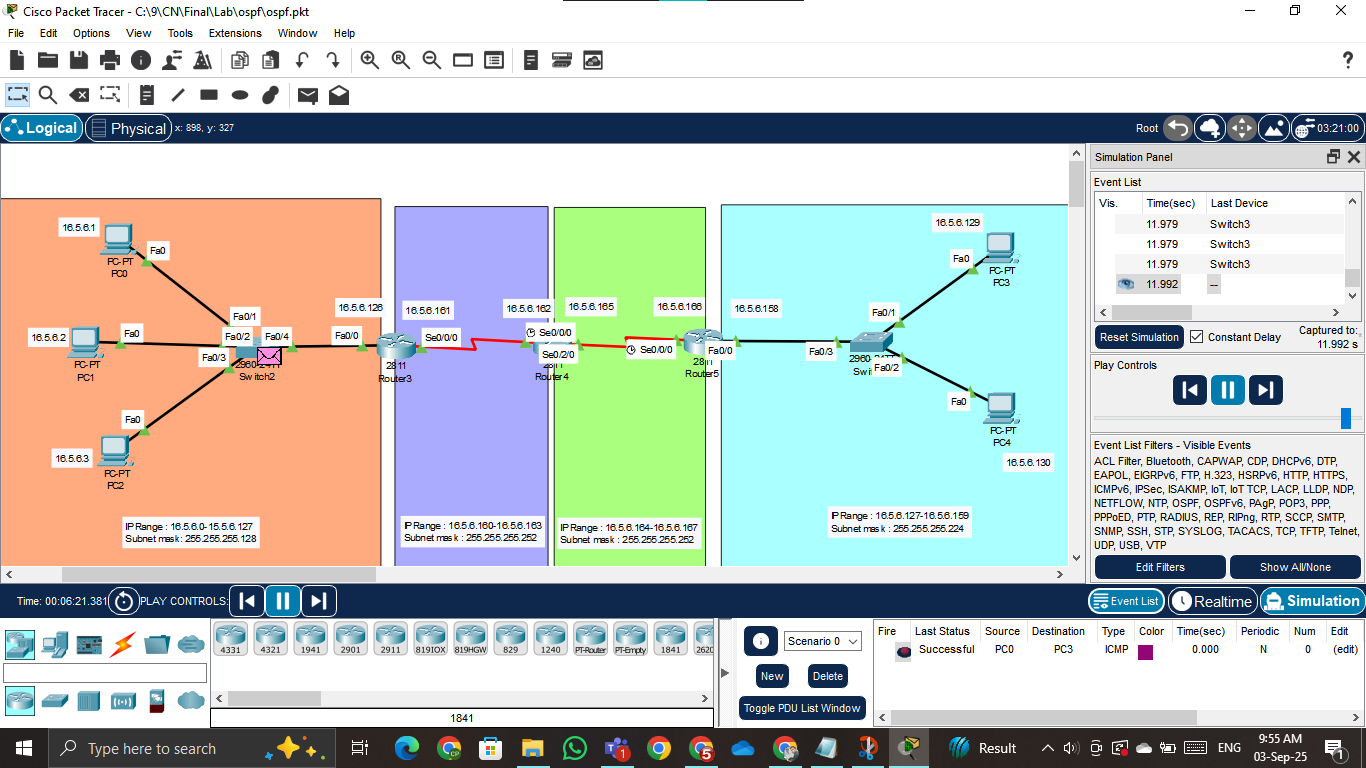 Cisco Packet Tracer - C:\9\CN\Final\Lab\ospf\ospf.pkt
File Edit Options View Tools Extensions Window Help
Logical Physical x: 898, y: 327
Root 03:21:00
16.5.6.1
Fa0
PC-PT
PC0
16.5.6.2
Fa0
PC-PT
PC1
16.5.6.3
Fa0
PC-PT
PC2
Fa0/1
Fa0/2 Fa0/4
Fa0/3
2960-24TT
Switch2
16.5.6.126
Fa0/0
IP Range : 16.5.6.0-15.5.6.127
Subnet mask : 255.255.255.128
16.5.6.161
Se0/0/0
2811
Router3
16.5.6.162
IP Range : 16.5.6.160-16.5.6.163
Subnet mask : 255.255.255.252
16.5.6.165
Se0/0/0
Se0/2/0
2811
Router4
16.5.6.166
Se0/0/0
IP Range : 16.5.6.164-16.5.6.167
Subnet mask : 255.255.255.252
16.5.6.158
Fa0/0
2811
Router5
16.5.6.129
Fa0
PC-PT
PC3
Fa0/1
Fa0/3
Fa0/2
Fa0
PC-PT
PC4
16.5.6.130
IP Range : 16.5.6.127-16.5.6.159
Subnet mask : 255.255.255.224
Simulation Panel
Event List
Vis. Time(sec) Last Device
11.979 Switch3
11.979 Switch3
11.979 Switch3
11.992 --
Reset Simulation Constant Delay Captured to:
11.992 s
Play Controls
Event List Filters - Visible Events
ACL Filter, Bluetooth, CAPWAP, CDP, DHCPv6, DTP,
EAPOL, EIGRPv6, FTP, H.323, HSRPv6, HTTP, HTTPS,
ICMPv6, IPSec, ISAKMP, IoT, IoT TCP, LACP, LLDP, NDP,
NETFLOW, NTP, OSPF, OSPFv6, PAgP, POP3, PPP,
PPPoED, PTP, RADIUS, REP, RIPng, RTP, SCCP, SMTP,
SNMP, SSH, STP, SYSLOG, TACACS, TCP, TFTP, Telnet,
UDP, USB, VTP
Edit Filters Show All/None
Time: 00:06:21.381 PLAY CONTROLS:
Event List Realtime Simulation
4331 4321 1941 2901 2911 819IOX 819HGW 829 1240 PT-Router PT-Empty 1841 2620
1841
Scenario 0
New Delete
Toggle PDU List Window
Fire Last Status Source Destination Type Color Time(sec) Periodic Num Edit
Successful PC0 PC3 ICMP 0.000 N 0 (edit)
Type here to search
Result
ENG
9:55 AM
03-Sep-25